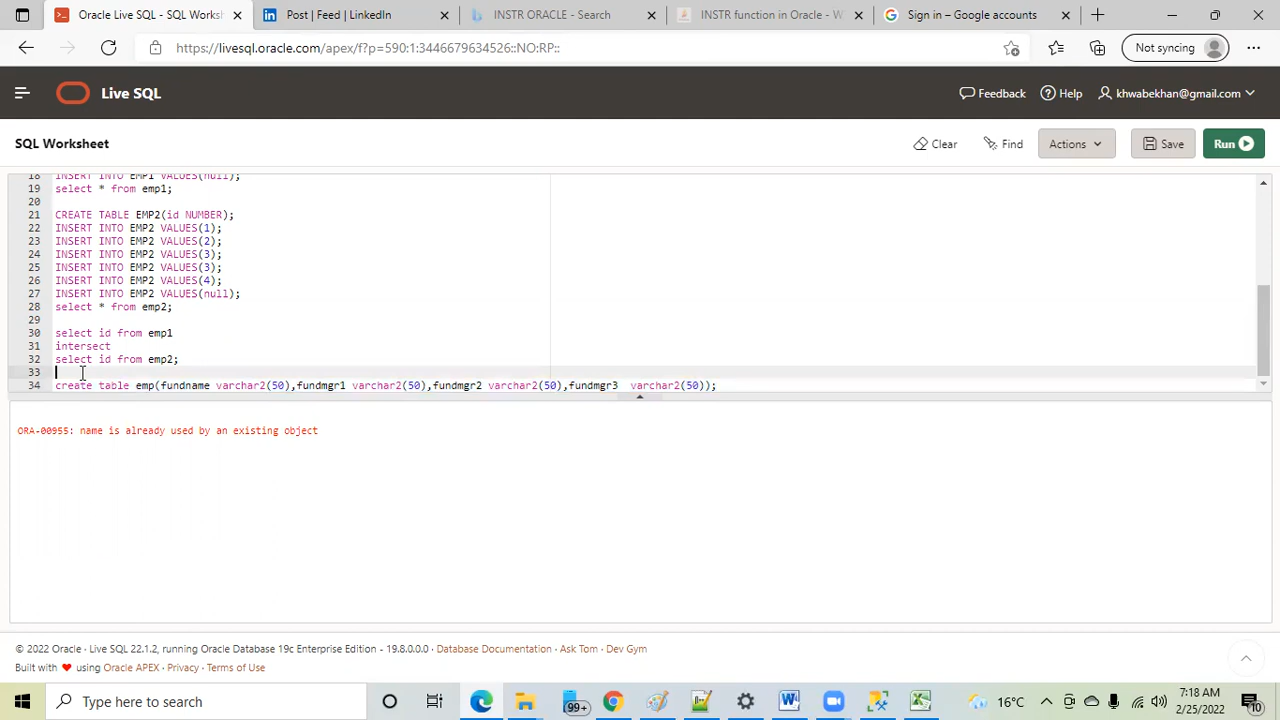 Oracle Live SQL - SQL Worksh
Post | Feed | LinkedIn
INSTR ORACLE - Search
INSTR function in Oracle - W
Sign in – Google accounts
https://livesql.oracle.com/apex/f?p=590:1:3446679634526::NO:RP::
Not syncing
Live SQL
Feedback
Help
khwabekhan@gmail.com
SQL Worksheet
Clear
Find
Actions
Save
Run
18 INSERT INTO EMP1 VALUES(null);
19 select * from emp1;
20
21 CREATE TABLE EMP2(id NUMBER);
22 INSERT INTO EMP2 VALUES(1);
23 INSERT INTO EMP2 VALUES(2);
24 INSERT INTO EMP2 VALUES(3);
25 INSERT INTO EMP2 VALUES(3);
26 INSERT INTO EMP2 VALUES(4);
27 INSERT INTO EMP2 VALUES(null);
28 select * from emp2;
29
30 select id from emp1
31 intersect
32 select id from emp2;
33
34 create table emp(fundname varchar2(50),fundmgr1 varchar2(50),fundmgr2 varchar2(50),fundmgr3  varchar2(50));
ORA-00955: name is already used by an existing object
© 2022 Oracle · Live SQL 22.1.2, running Oracle Database 19c Enterprise Edition - 19.8.0.0.0 · Database Documentation · Ask Tom · Dev Gym
Built with ❤ using Oracle APEX · Privacy · Terms of Use
Type here to search
99+
16°C
7:18 AM
2/25/2022
10